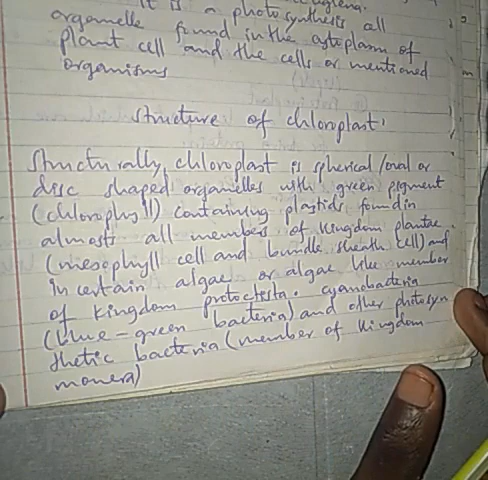 euglena.
It is a photosynthesis all
organelle found in the cytoplasm of
plant cell and the cells or mentioned
organisms
Structure of chloroplast.
Structurally, chloroplast is spherical/oval or
disc shaped organelles with green pigment
(chlorophyll) containing plastids found in
almost all members of kingdom plantae
(mesophyll cell and bundle sheath cell) and
In certain algae or algae like member
of kingdom protoctista. cyanobacteria
(blue-green bacteria) and other photosyn
thetic bacteria (member of kingdom
monera)